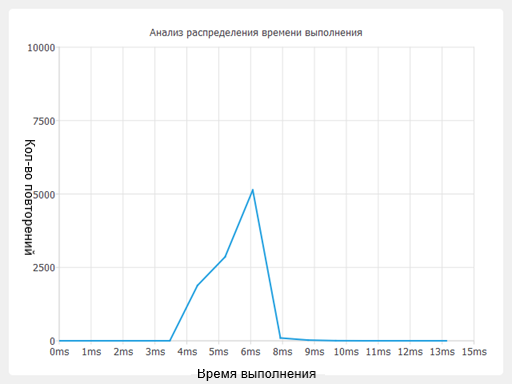 Анализ распределения времени выполнения
10000
7500
5000
2500
0
Кол-во повторений
0ms 1ms 2ms 3ms 4ms 5ms 6ms 7ms 8ms 9ms 10ms 11ms 12ms 13ms 15ms
Время выполнения